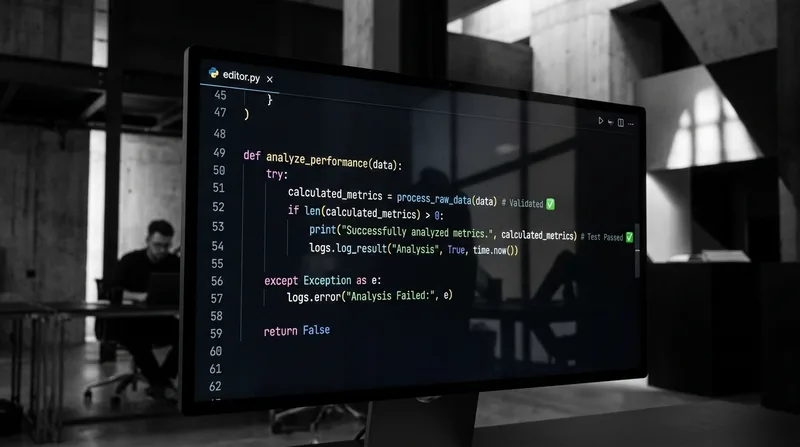 editor.py ×
45 }
47 )
48
49 def analyze_performance(data):
50 try:
51 calculated_metrics = process_raw_data(data) # Validated ✅
52 if len(calculated_metrics) > 0:
53 print("Successfully analyzed metrics.", calculated_metrics) # Test Passed ✅
54 logs.log_result("Analysis", True, time.now())
55
56 except Exception as e:
57 logs.error("Analysis Failed:", e)
58
59 return False
60
61
62